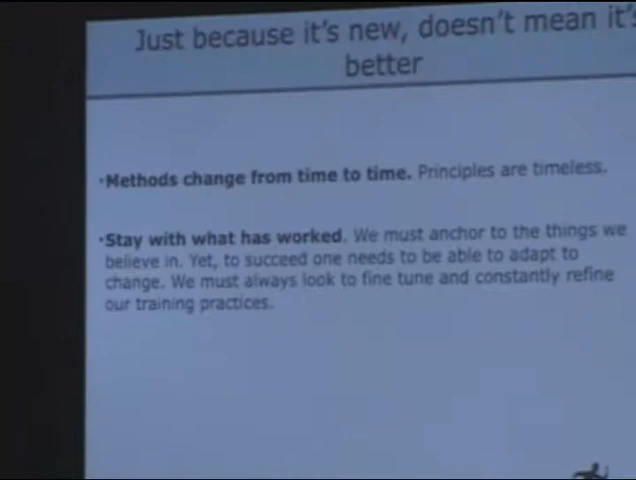 Just because it's new, doesn't mean it's
better
·Methods change from time to time. Principles are timeless.
·Stay with what has worked. We must anchor to the things we
believe in. Yet, to succeed one needs to be able to adapt to
change. We must always look to fine tune and constantly refine
our training practices.